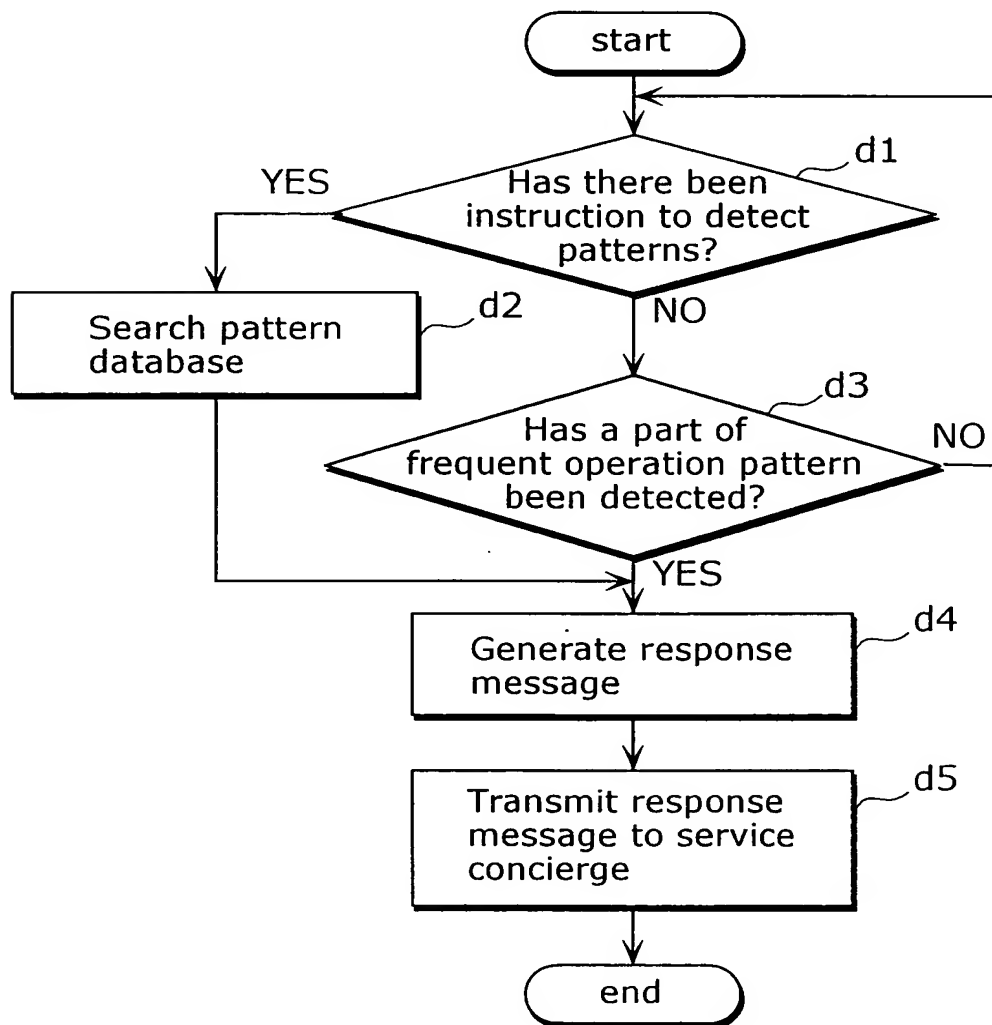 start
d1
YES
Has there been
instruction to detect
patterns?
d2
NO
Search pattern
database
d3
Has a part of
frequent operation pattern
been detected?
NO
YES
d4
Generate response
message
d5
Transmit response
message to service
concierge
end